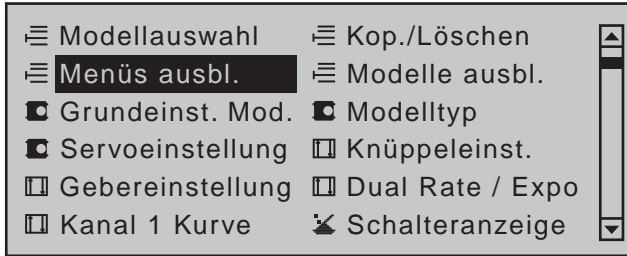 Modellauswahl Kop./Löschen
Menüs ausbl. Modelle ausbl.
Grundeinst. Mod. Modelltyp
Servoeinstellung Knüppeleinst.
Gebereinstellung Dual Rate / Expo
Kanal 1 Kurve Schalteranzeige